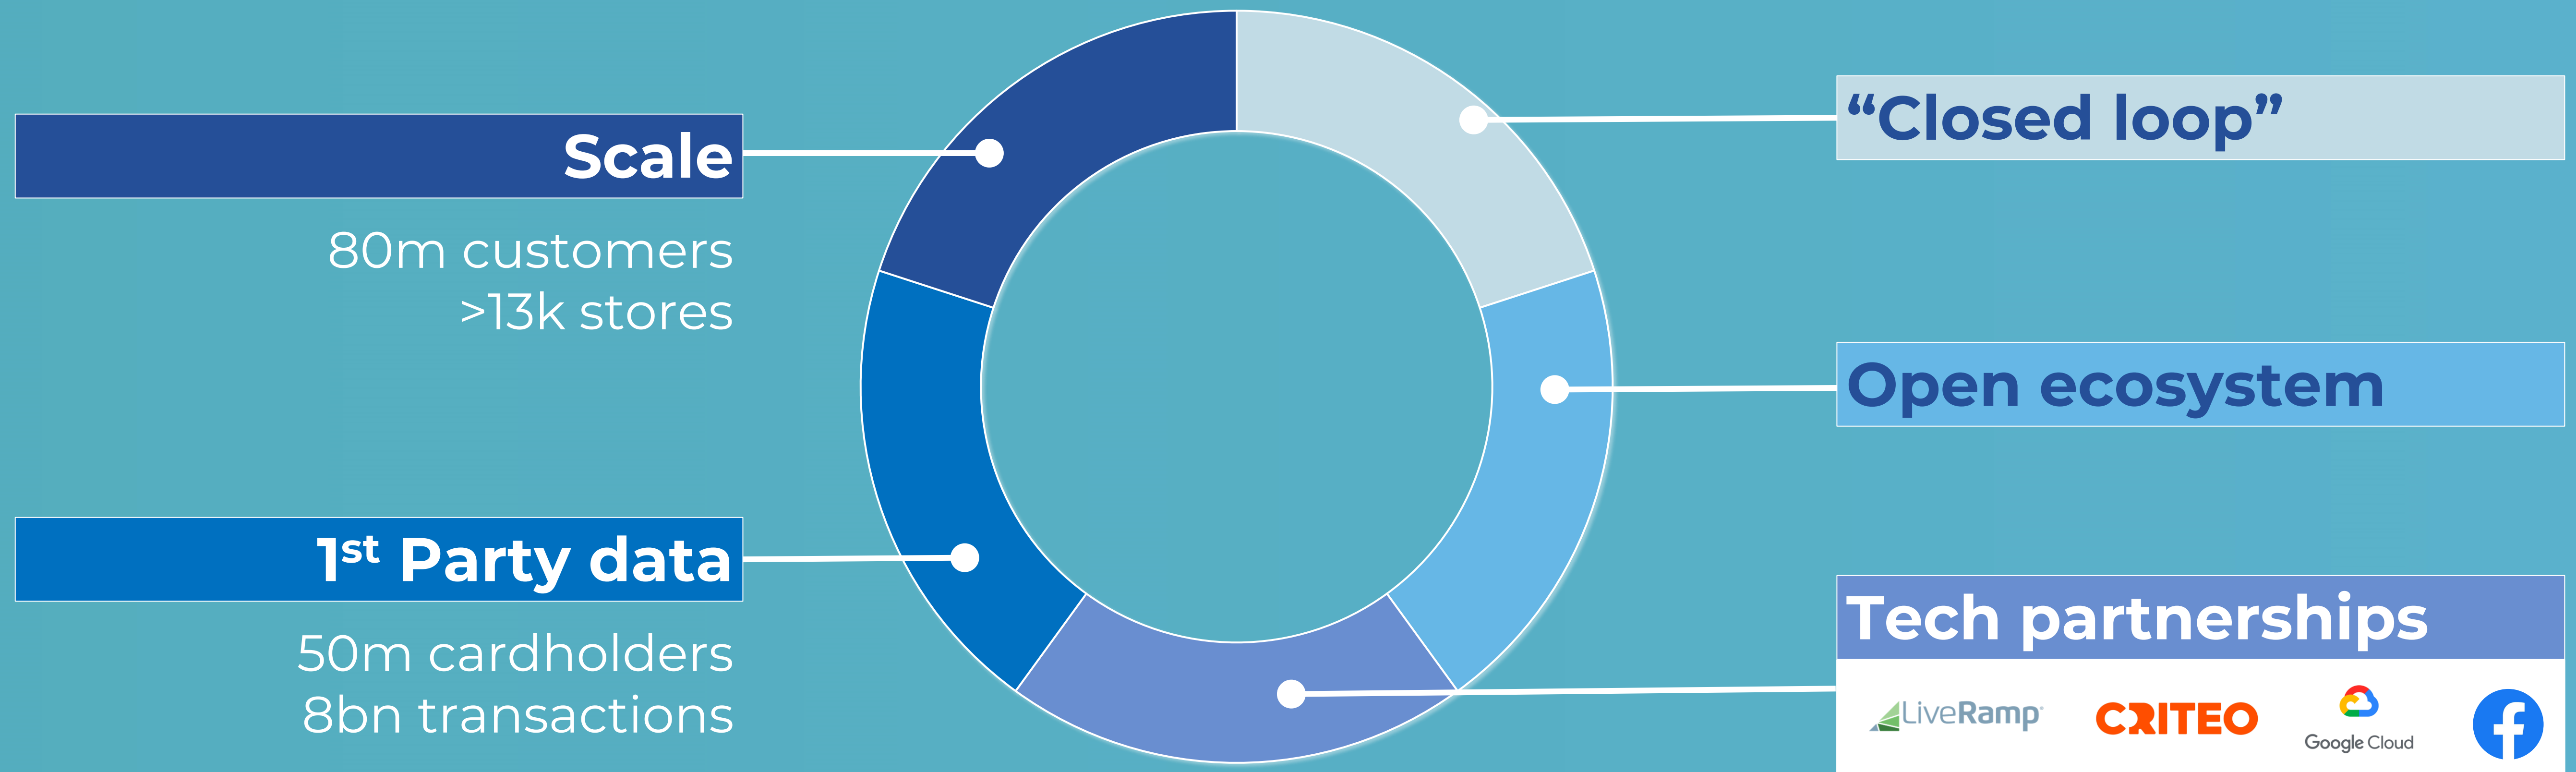 Scale
80m customers
>13k stores
1st Party data
50m cardholders
8bn transactions
“Closed loop”
Open ecosystem
Tech partnerships
LiveRamp
CRITEO
Google Cloud